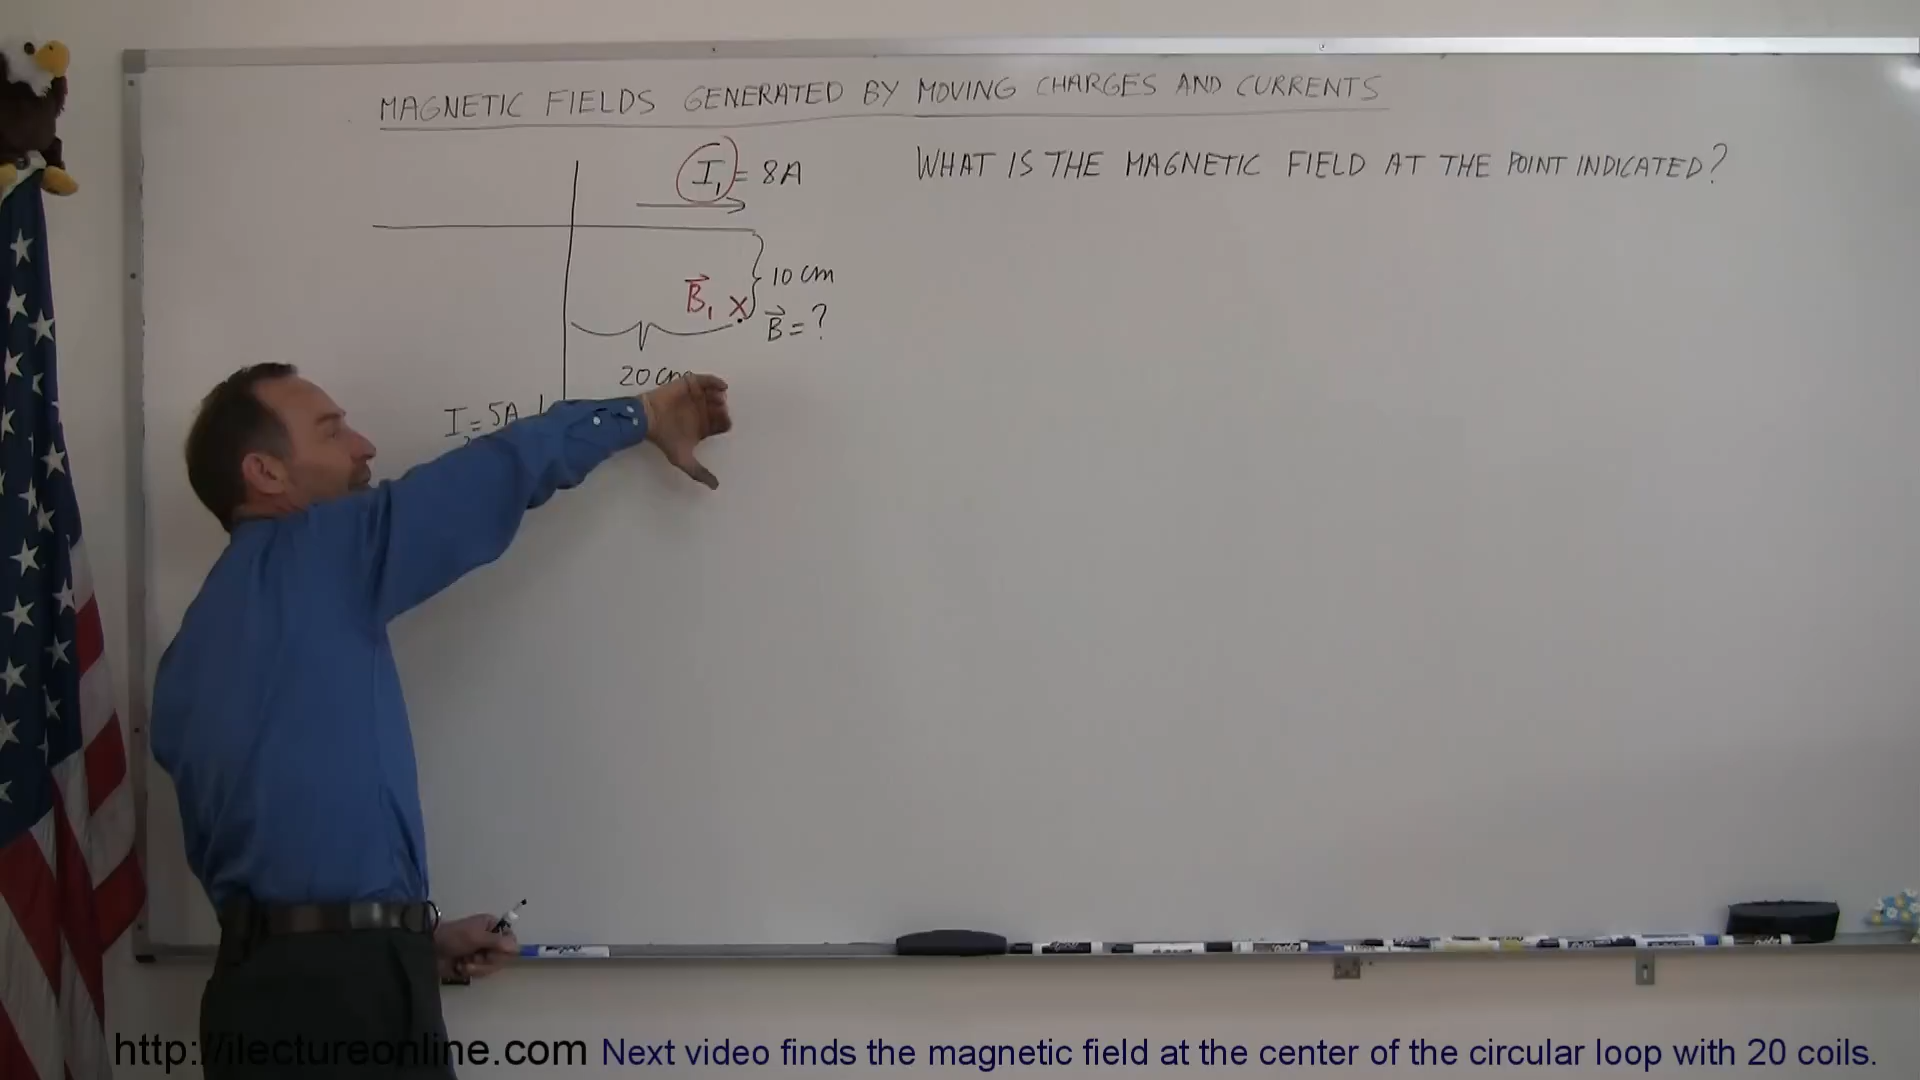 MAGNETIC FIELDS GENERATED BY MOVING CHARGES AND CURRENTS
I₁ = 8A
WHAT IS THE MAGNETIC FIELD AT THE POINT INDICATED?
10 cm
B⃗₁ X
B⃗ = ?
20 cm
I₂ = 5A
http://ilectureonline.com Next video finds the magnetic field at the center of the circular loop with 20 coils.